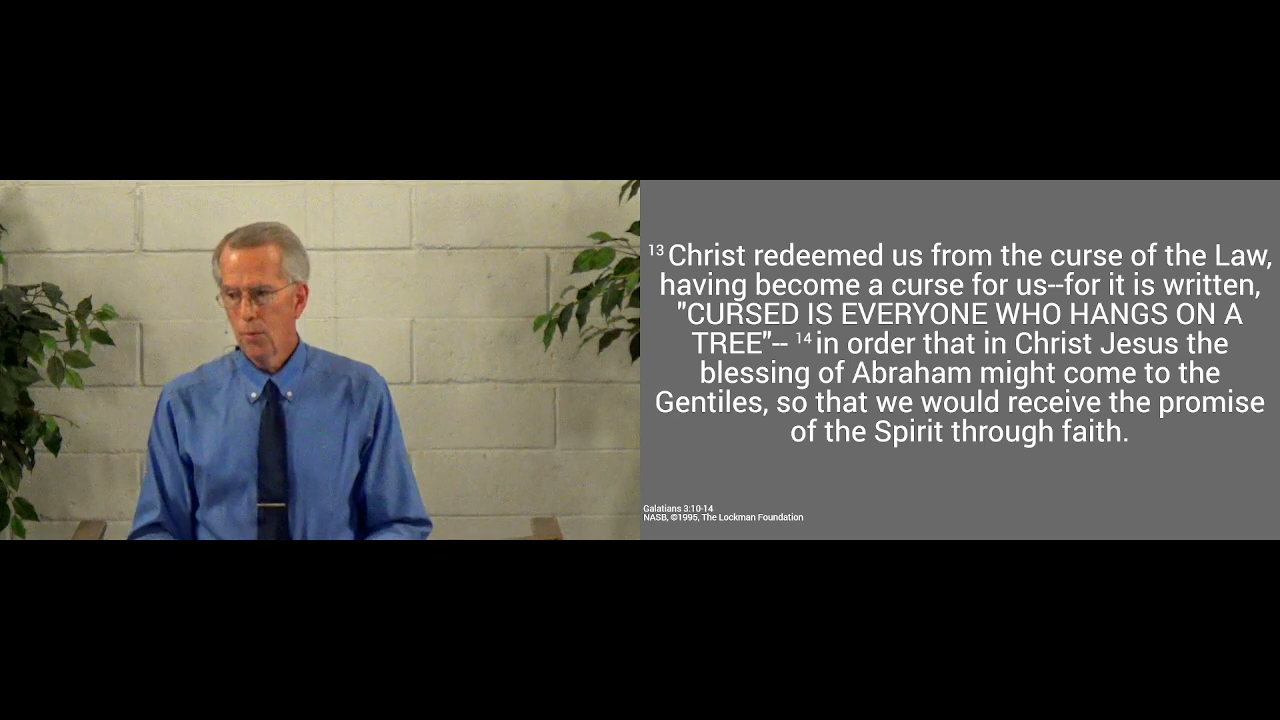 13 Christ redeemed us from the curse of the Law,
having become a curse for us--for it is written,
"CURSED IS EVERYONE WHO HANGS ON A
TREE"-- 14 in order that in Christ Jesus the
blessing of Abraham might come to the
Gentiles, so that we would receive the promise
of the Spirit through faith.
Galatians 3:10-14
NASB, ©1995, The Lockman Foundation